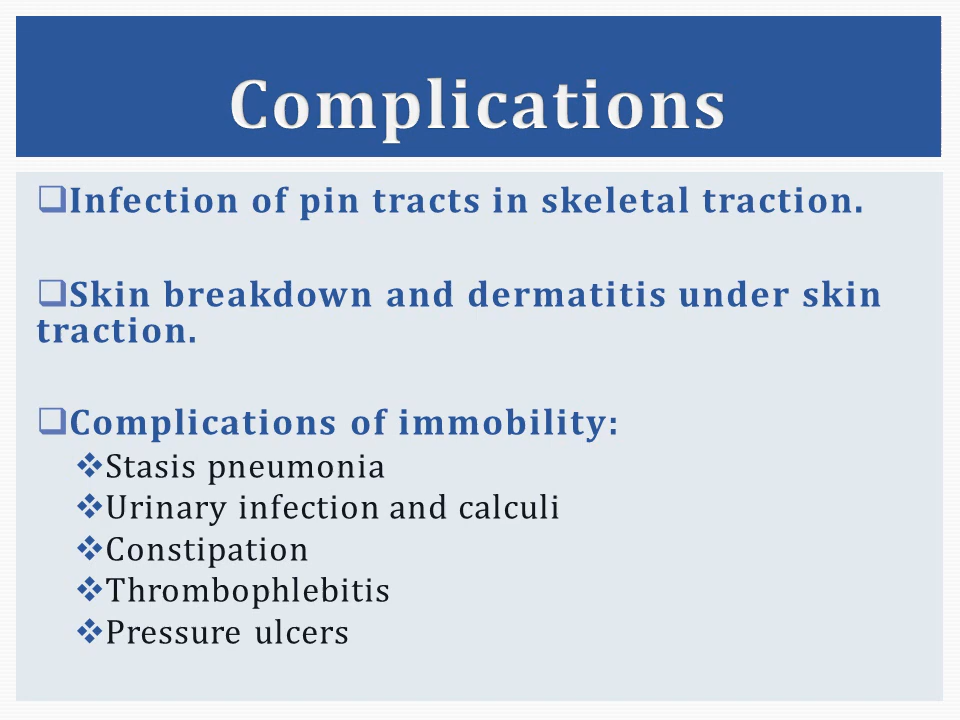 Complications
Infection of pin tracts in skeletal traction.
Skin breakdown and dermatitis under skin
traction.
Complications of immobility:
Stasis pneumonia
Urinary infection and calculi
Constipation
Thrombophlebitis
Pressure ulcers